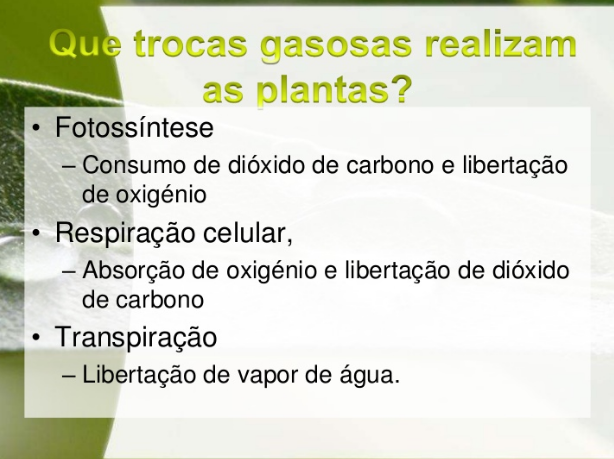 Que trocas gasosas realizam
as plantas?
• Fotossíntese
– Consumo de dióxido de carbono e libertação
de oxigénio
• Respiração celular,
– Absorção de oxigénio e libertação de dióxido
de carbono
• Transpiração
– Libertação de vapor de água.